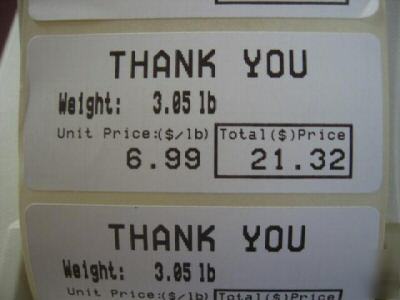 THANK YOU
Weight: 3.05 lb
Unit Price:($/lb) Total($)Price
6.99 21.32
THANK YOU
Weight: 3.05 lb
Unit Price:($/lb) Total($)Price